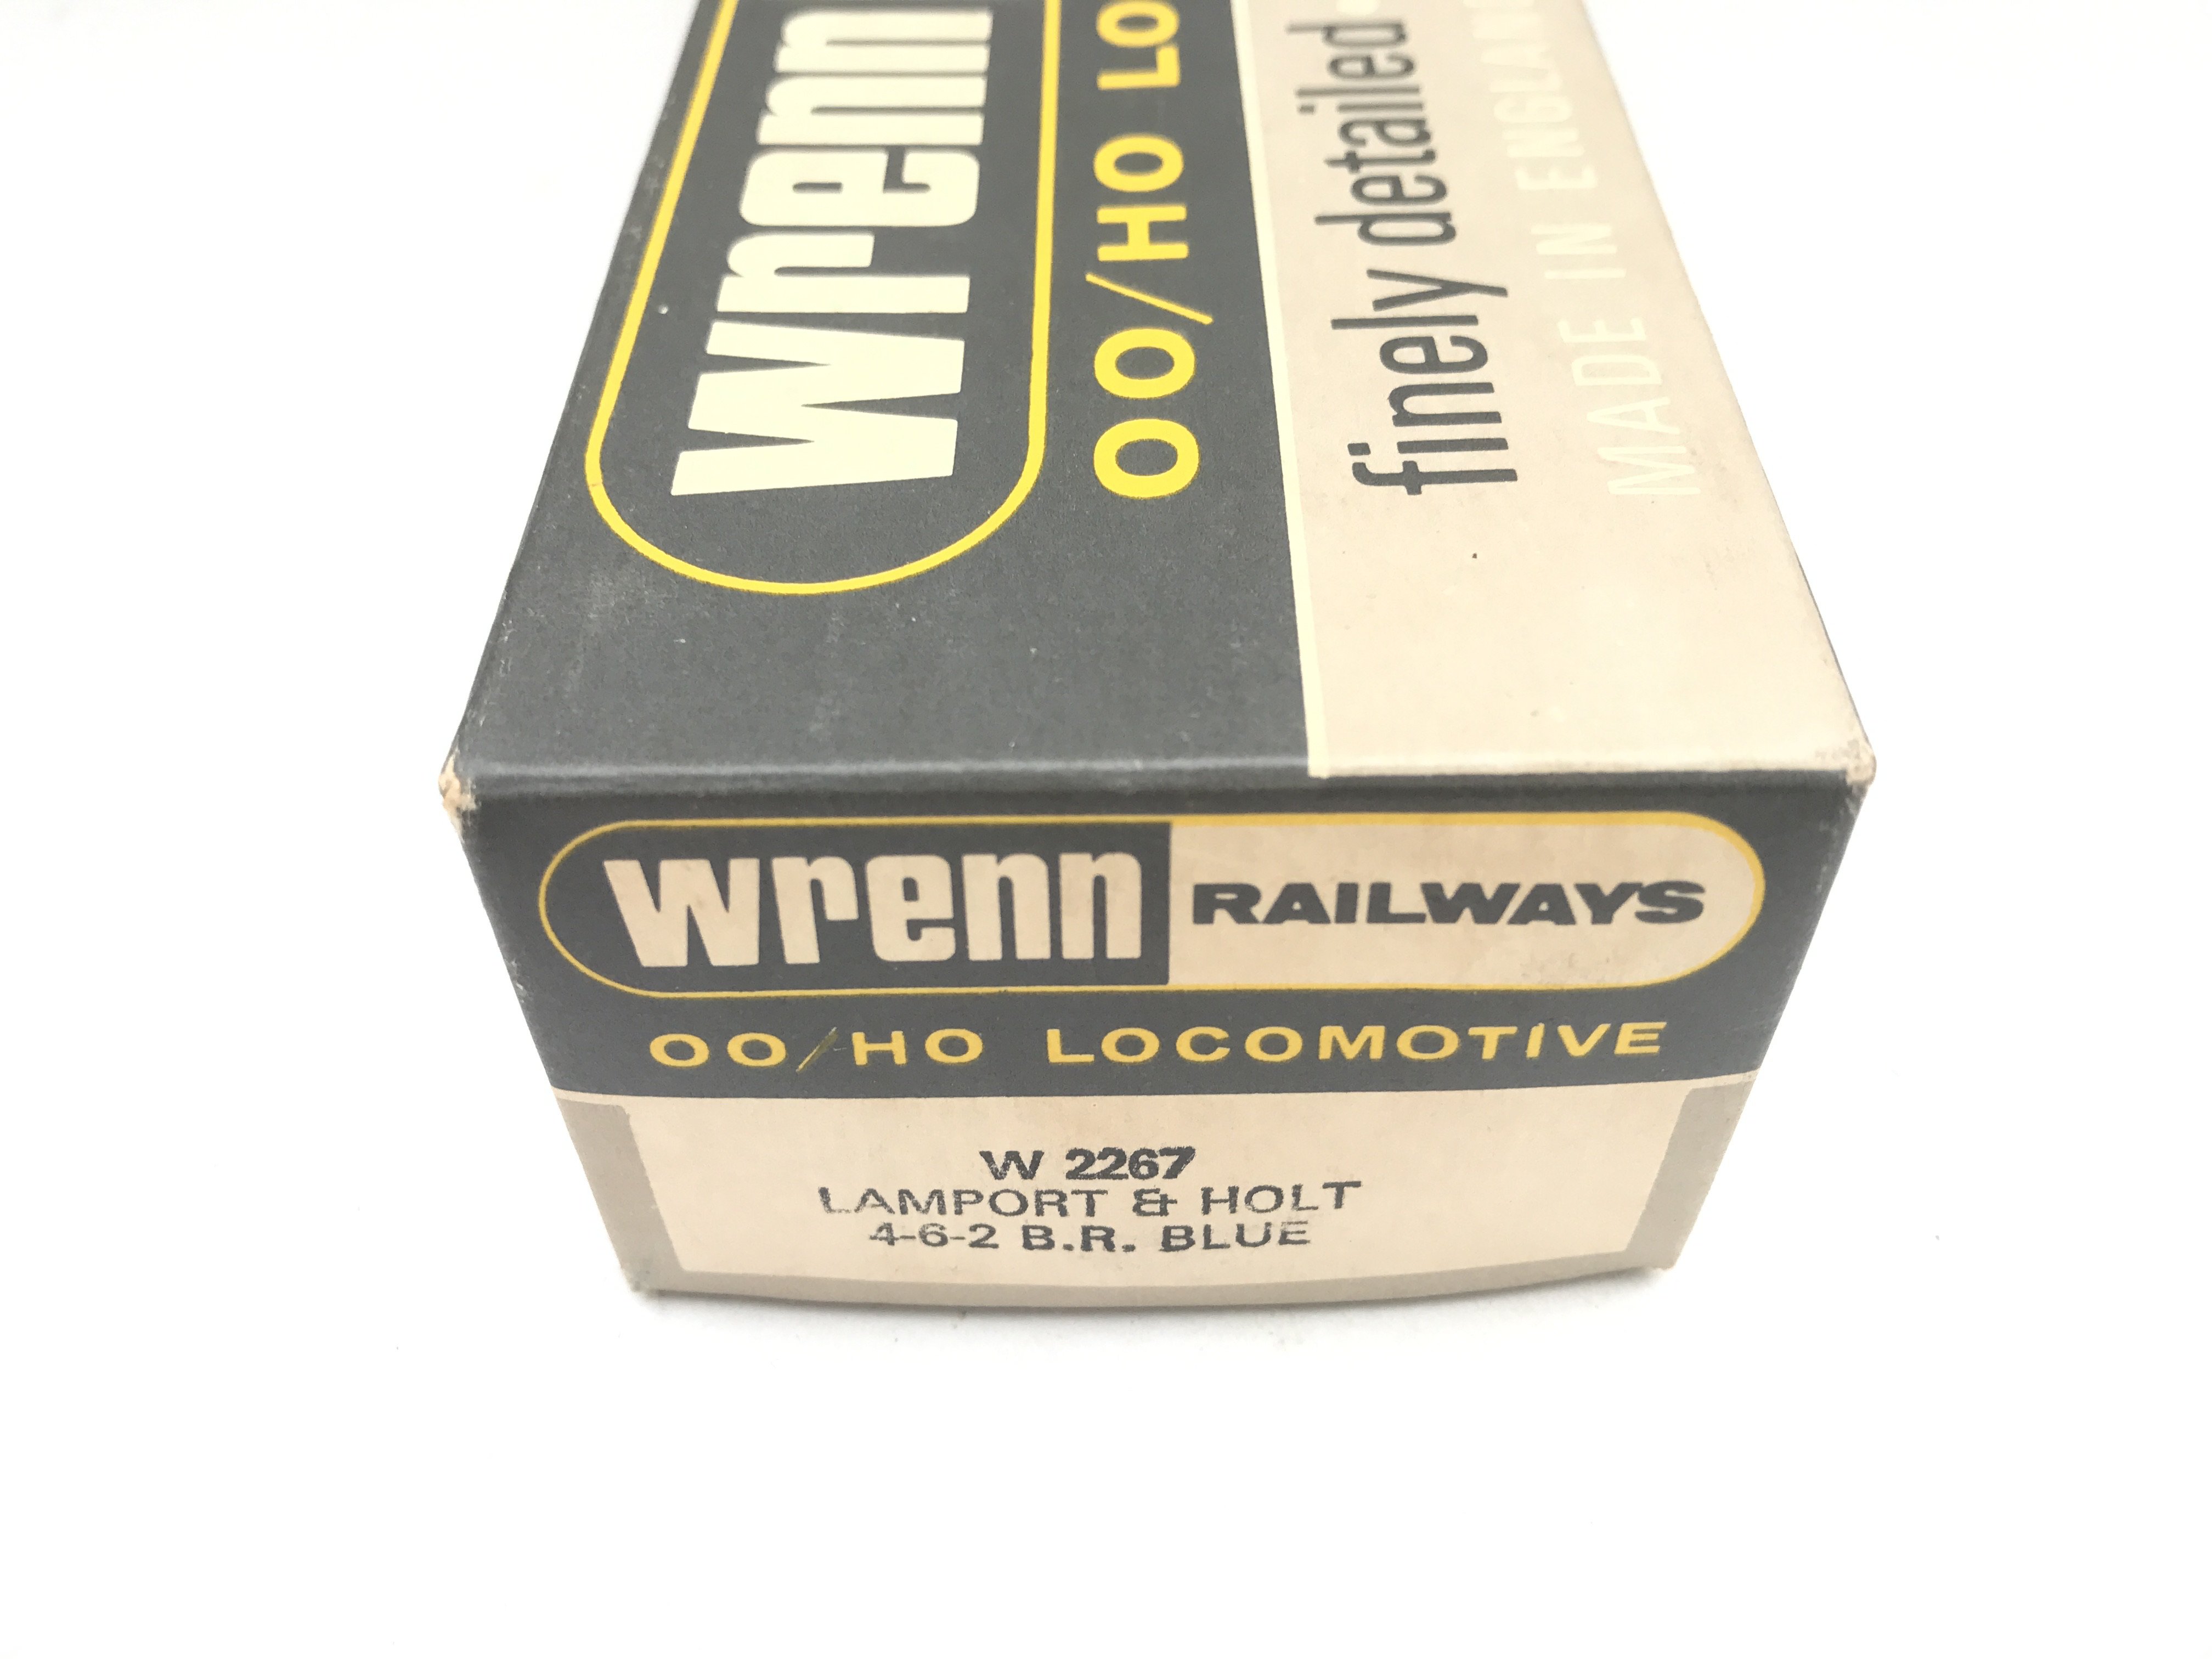 wrenn
OO/HO LO
finely detailed
MADE IN ENGLAN
wrenn RAILWAYS
OO/HO LOCOMOTIVE
W 2267
LAMPORT & HOLT
4-6-2 B.R. BLUE